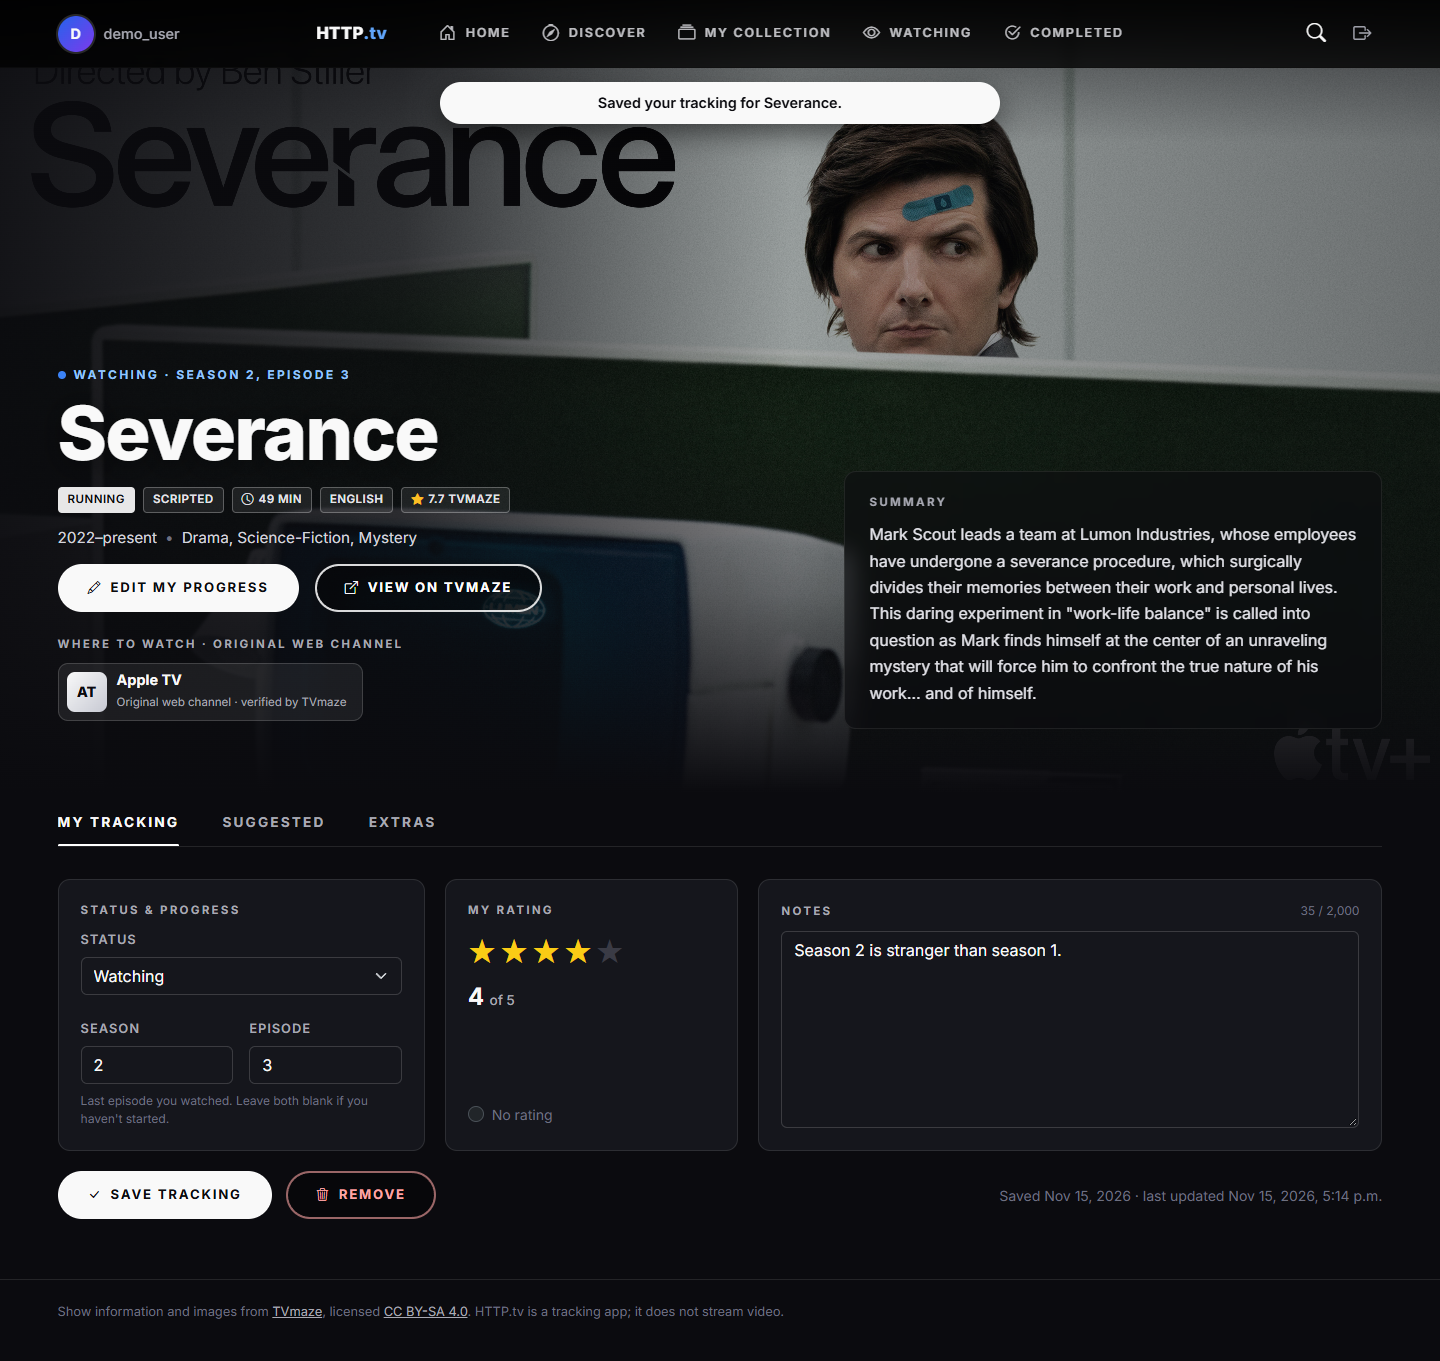 D demo_user
HTTP.tv
HOME
DISCOVER
MY COLLECTION
WATCHING
COMPLETED
Directed by Ben Stiller
Saved your tracking for Severance.
Severance
WATCHING · SEASON 2, EPISODE 3
Severance
RUNNING
SCRIPTED
49 MIN
ENGLISH
7.7 TVMAZE
2022–present • Drama, Science-Fiction, Mystery
EDIT MY PROGRESS
VIEW ON TVMAZE
WHERE TO WATCH · ORIGINAL WEB CHANNEL
AT
Apple TV
Original web channel · verified by TVmaze
SUMMARY
Mark Scout leads a team at Lumon Industries, whose employees
have undergone a severance procedure, which surgically
divides their memories between their work and personal lives.
This daring experiment in "work-life balance" is called into
question as Mark finds himself at the center of an unraveling
mystery that will force him to confront the true nature of his
work... and of himself.
tv+
MY TRACKING
SUGGESTED
EXTRAS
STATUS & PROGRESS
STATUS
Watching
SEASON
EPISODE
2
3
Last episode you watched. Leave both blank if you
haven't started.
MY RATING
4 of 5
No rating
NOTES
35 / 2,000
Season 2 is stranger than season 1.
SAVE TRACKING
REMOVE
Saved Nov 15, 2026 · last updated Nov 15, 2026, 5:14 p.m.
Show information and images from TVmaze, licensed CC BY-SA 4.0. HTTP.tv is a tracking app; it does not stream video.